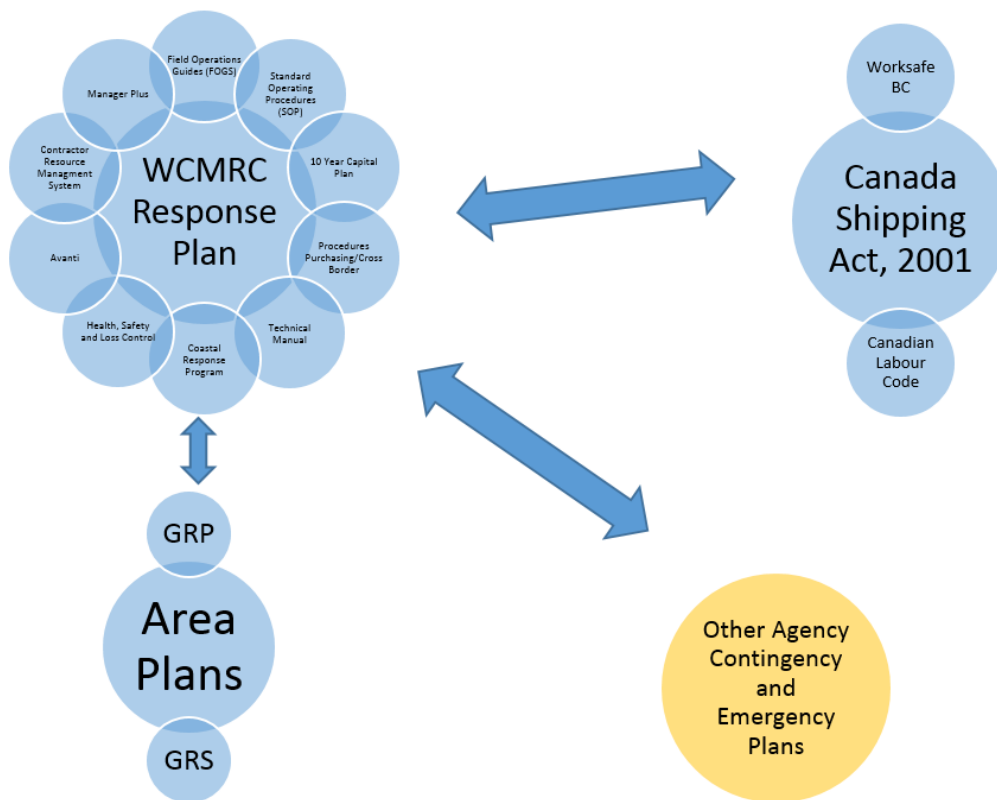 Field Operations
Guides (FOGS)
Standard
Operating
Procedures
(SOP)
Manager Plus
Contractor
Resource
Managment
System
10 Year Capital
Plan
WCMRC
Response
Plan
Avanti
Procedures
Purchasing/Cross
Border
Health, Safety
and Loss Control
Coastal
Response
Program
Technical
Manual
Worksafe
BC
Canada
Shipping
Act, 2001
Canadian
Labour
Code
GRP
Area
Plans
GRS
Other Agency
Contingency
and
Emergency
Plans